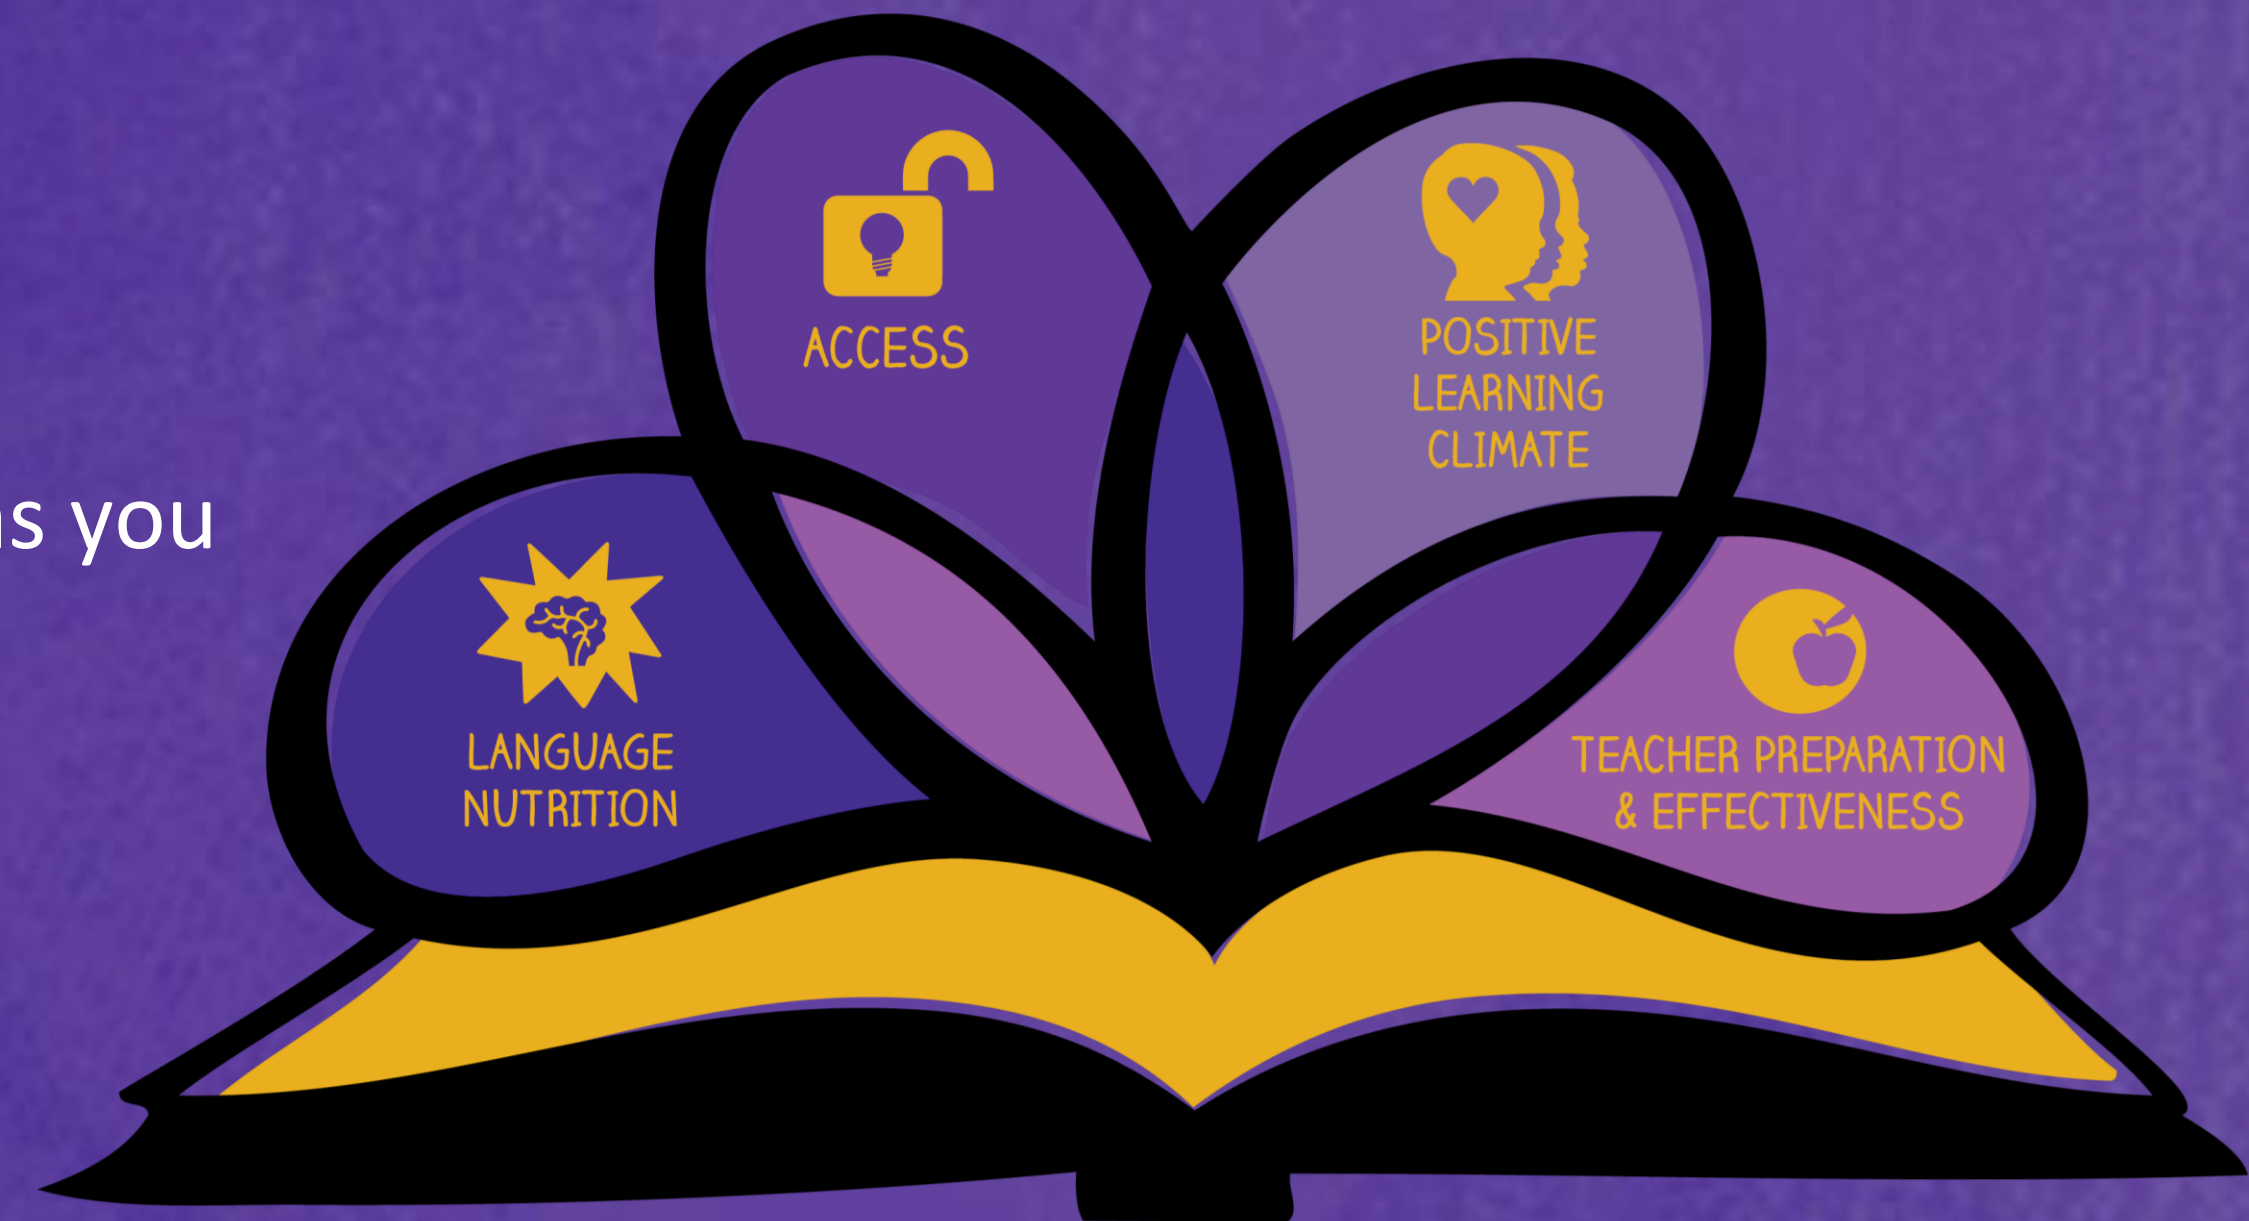 ACCESS
POSITIVE
LEARNING
CLIMATE
you
LANGUAGE
NUTRITION
TEACHER PREPARATION
& EFFECTIVENESS